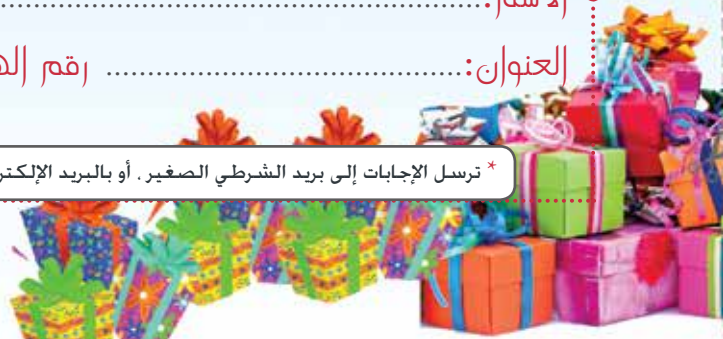 العنوان:........................................ رقم
* ترسل الإجابات إلى بريد الشرطي الصغير . أو بالبريد